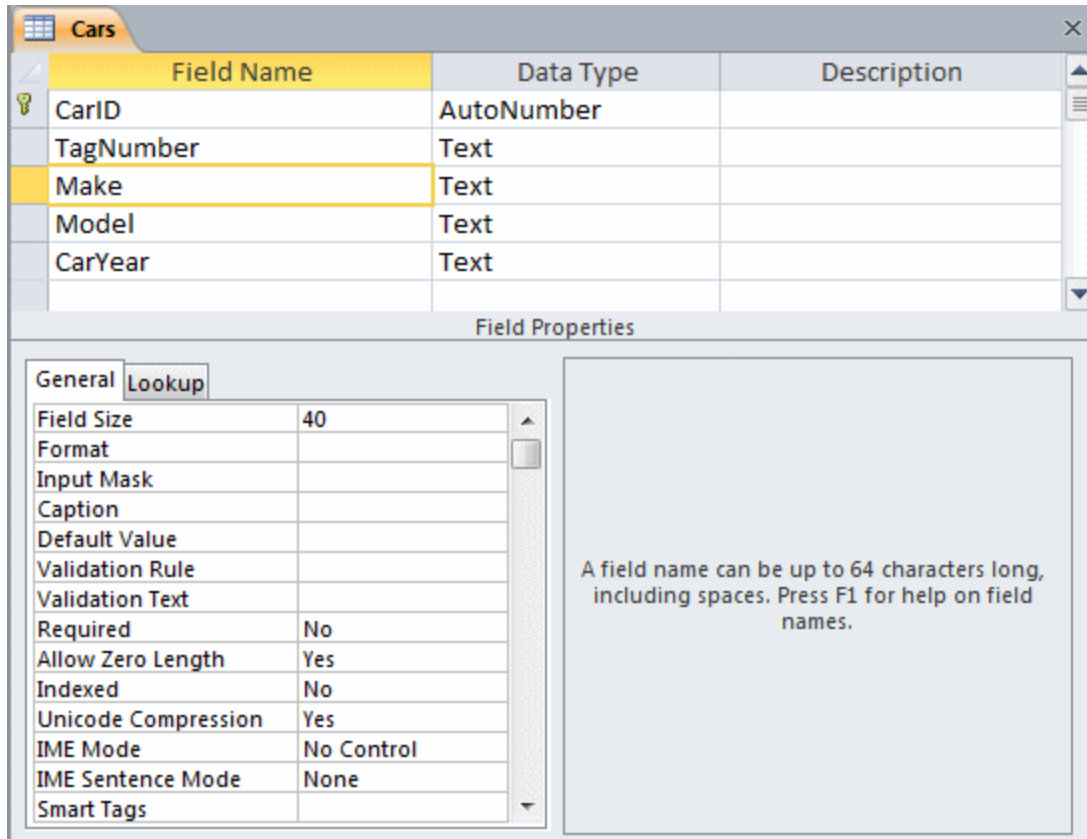 Cars
Field Name Data Type Description
CarID AutoNumber
TagNumber Text
Make Text
Model Text
CarYear Text
Field Properties
General Lookup
Field Size 40
Format
Input Mask
Caption
Default Value
Validation Rule
Validation Text
Required No
Allow Zero Length Yes
Indexed No
Unicode Compression Yes
IME Mode No Control
IME Sentence Mode None
Smart Tags
A field name can be up to 64 characters long,
including spaces. Press F1 for help on field
names.